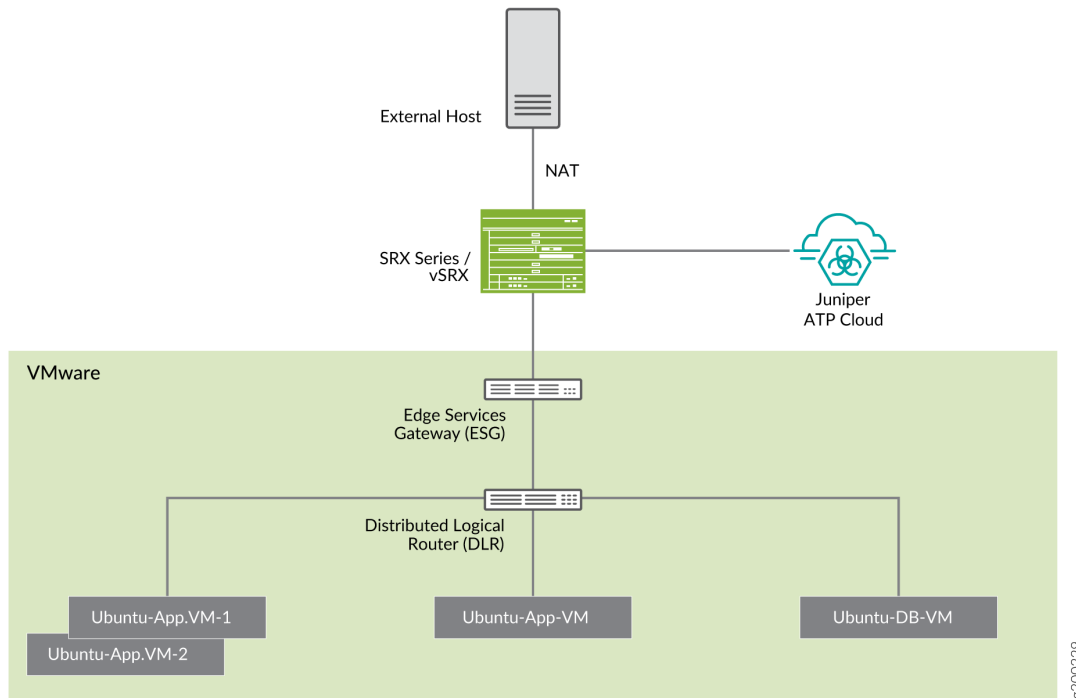 External Host
NAT
SRX Series /
vSRX
Juniper
ATP Cloud
VMware
Edge Services
Gateway (ESG)
Distributed Logical
Router (DLR)
Ubuntu-App.VM-1
Ubuntu-App-VM
Ubuntu-DB-VM
Ubuntu-App.VM-2